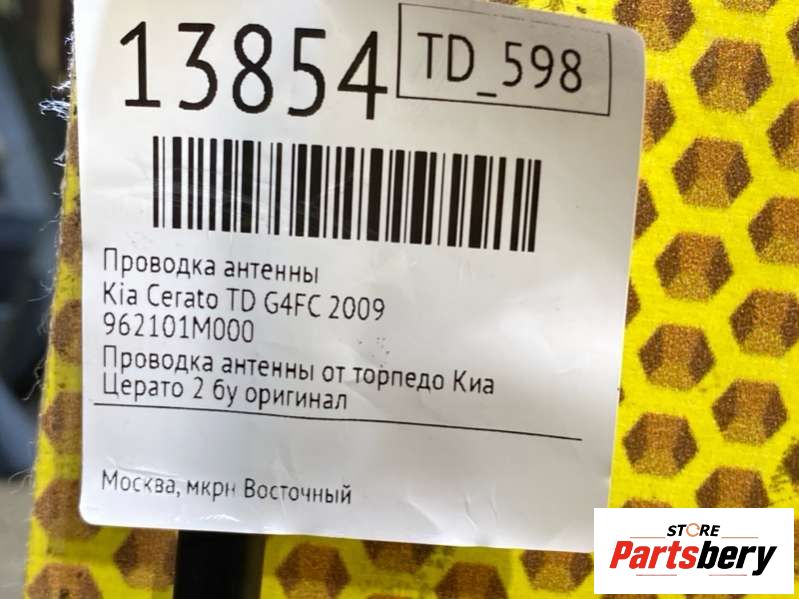 13854
TD_598
Проводка антенны
Kia Cerato TD G4FC 2009
962101M000
Проводка антенны от торпедо Киа
Церато 2 бу оригинал
Москва, мкрн Восточный
STORE
Partsbery